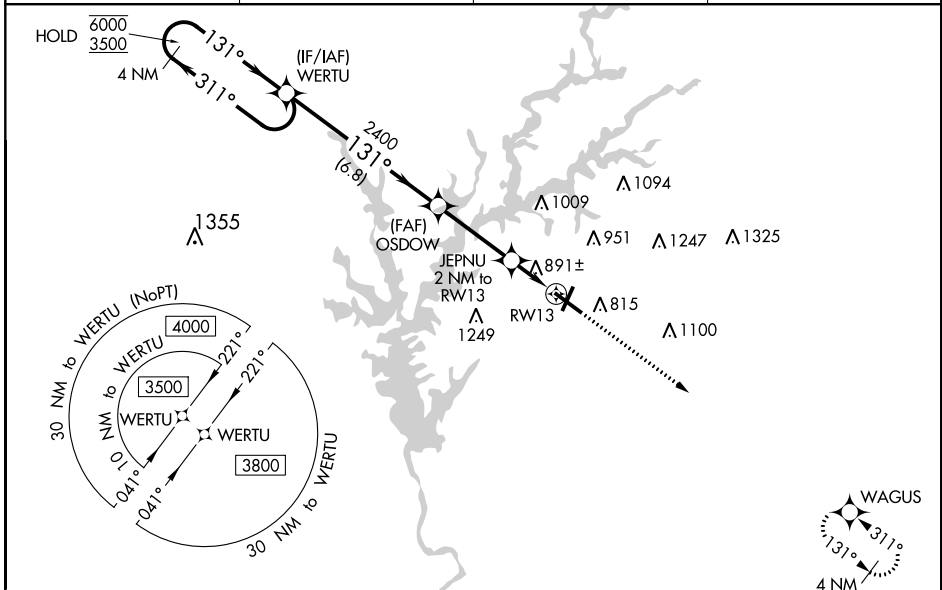 HOLD 6000
3500
4 NM
131°
311°
(IF/IAF)
WERTU
2400
131°
(6.8)
(FAF)
OSDOW
JEPNU
2 NM to
RW13
RW13
1355
1009
1094
951
1247
1325
891±
815
1249
1100
30 NM to WERTU (NoPT)
4000
10 NM to WERTU
3500
221°
221°
WERTU
WERTU
3800
041°
041°
30 NM to WERTU
WAGUS
131°
311°
4 NM